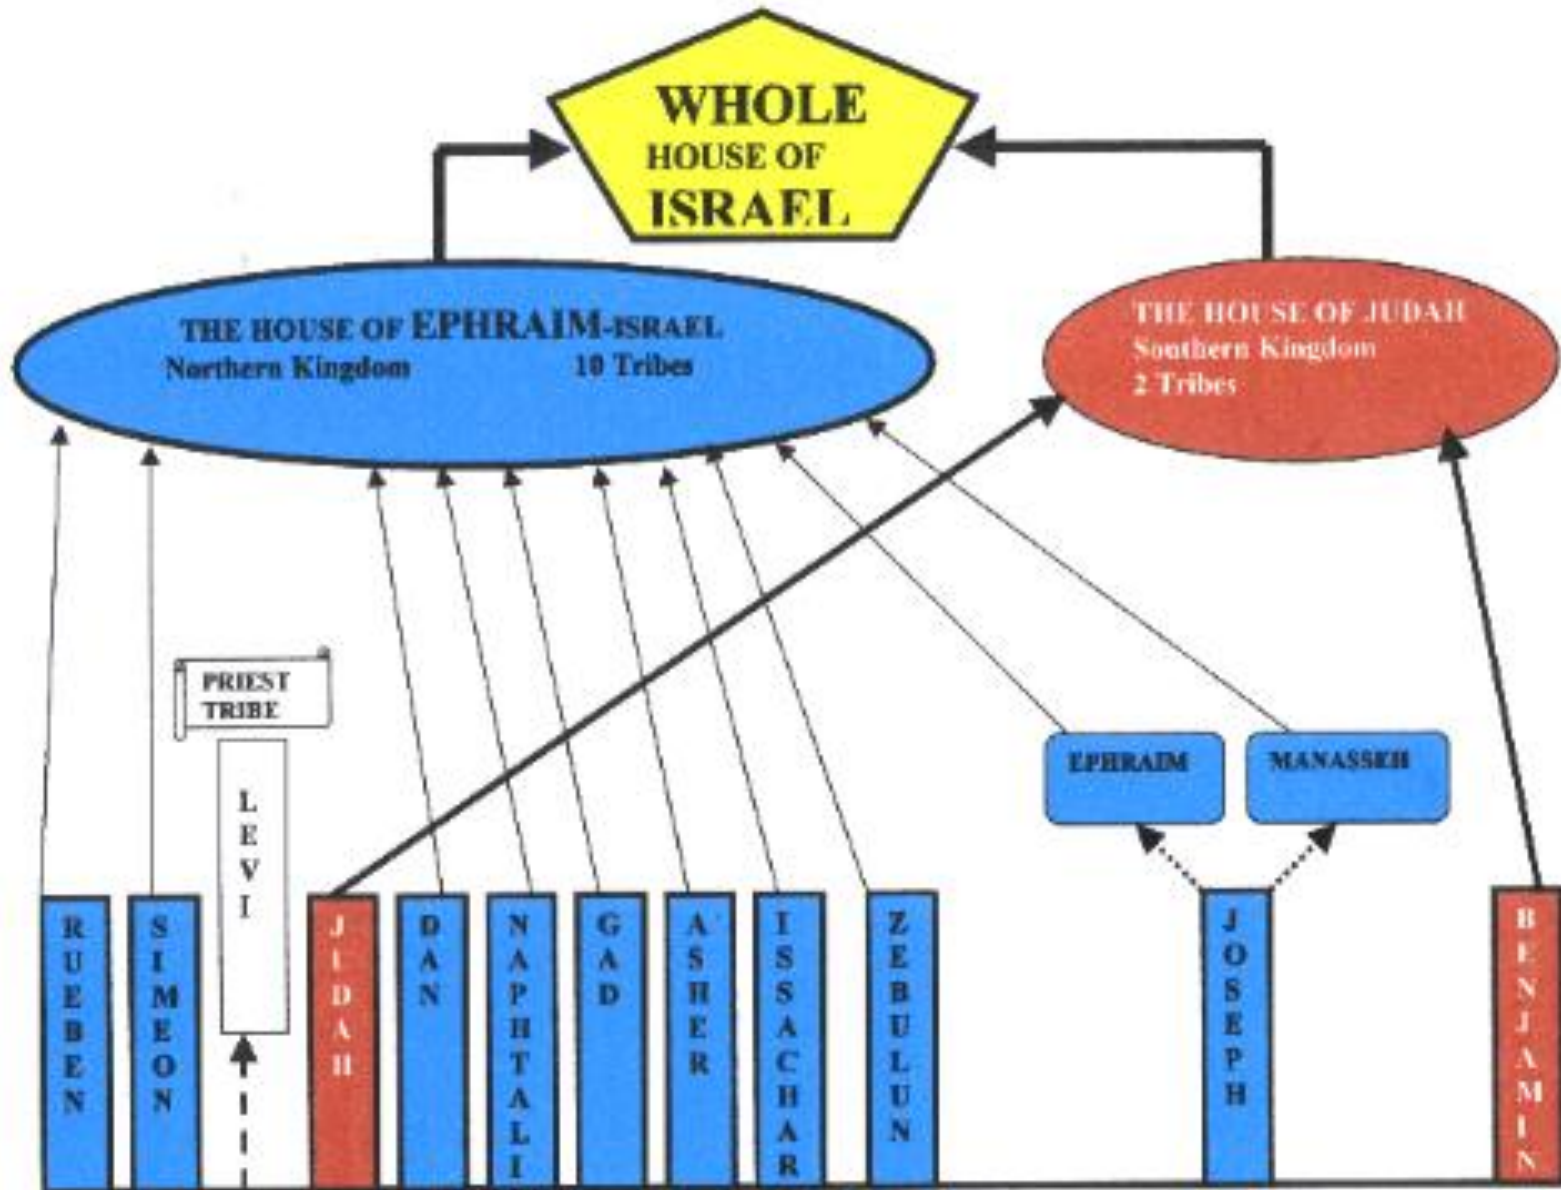 WHOLE
HOUSE OF
ISRAEL
THE HOUSE OF EPHRAIM-ISRAEL
Northern Kingdom 10 Tribes
THE HOUSE OF JUDAH
Southern Kingdom
2 Tribes
PRIEST
TRIBE
EPHRAIM
MANASSEH
RUEBEN
SIMEON
LEVI
JUDAH
DAN
NAPHTALI
GAD
ASHER
ISSACHAR
ZEBULUN
JOSEPH
BENJAMIN